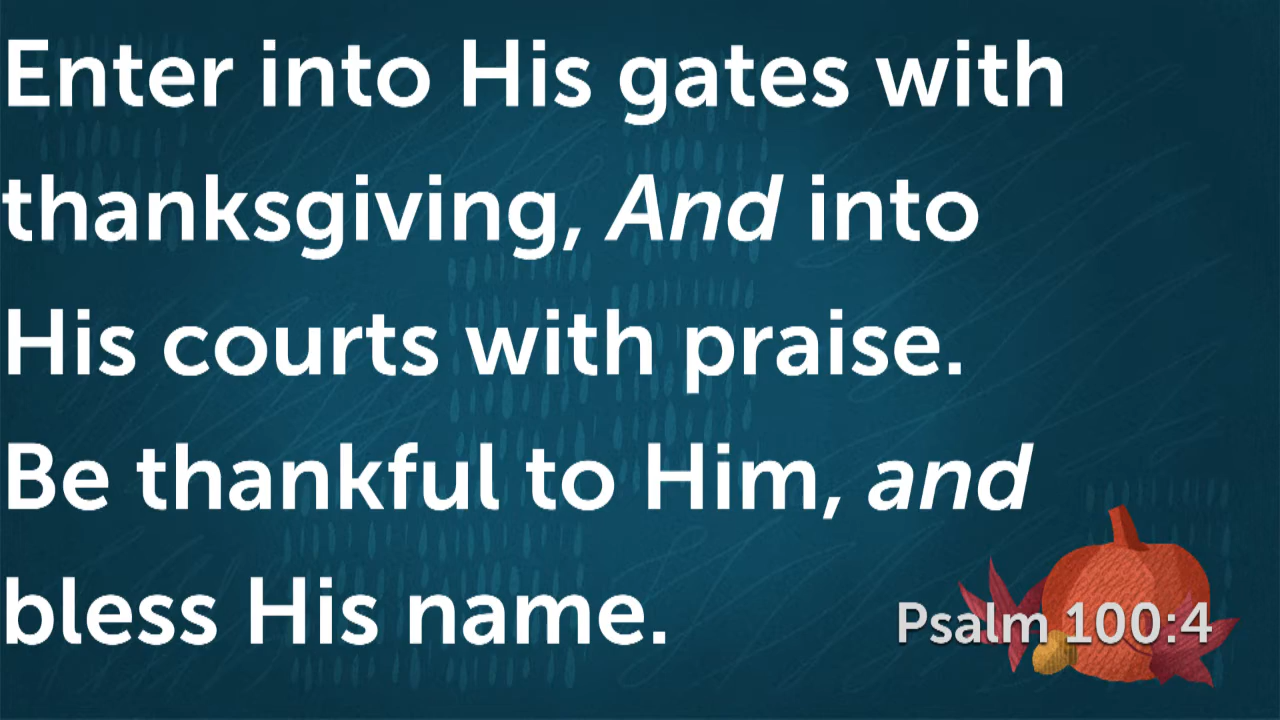 Enter into His gates with
thanksgiving, And into
His courts with praise.
Be thankful to Him, and
bless His name.
Psalm 100:4